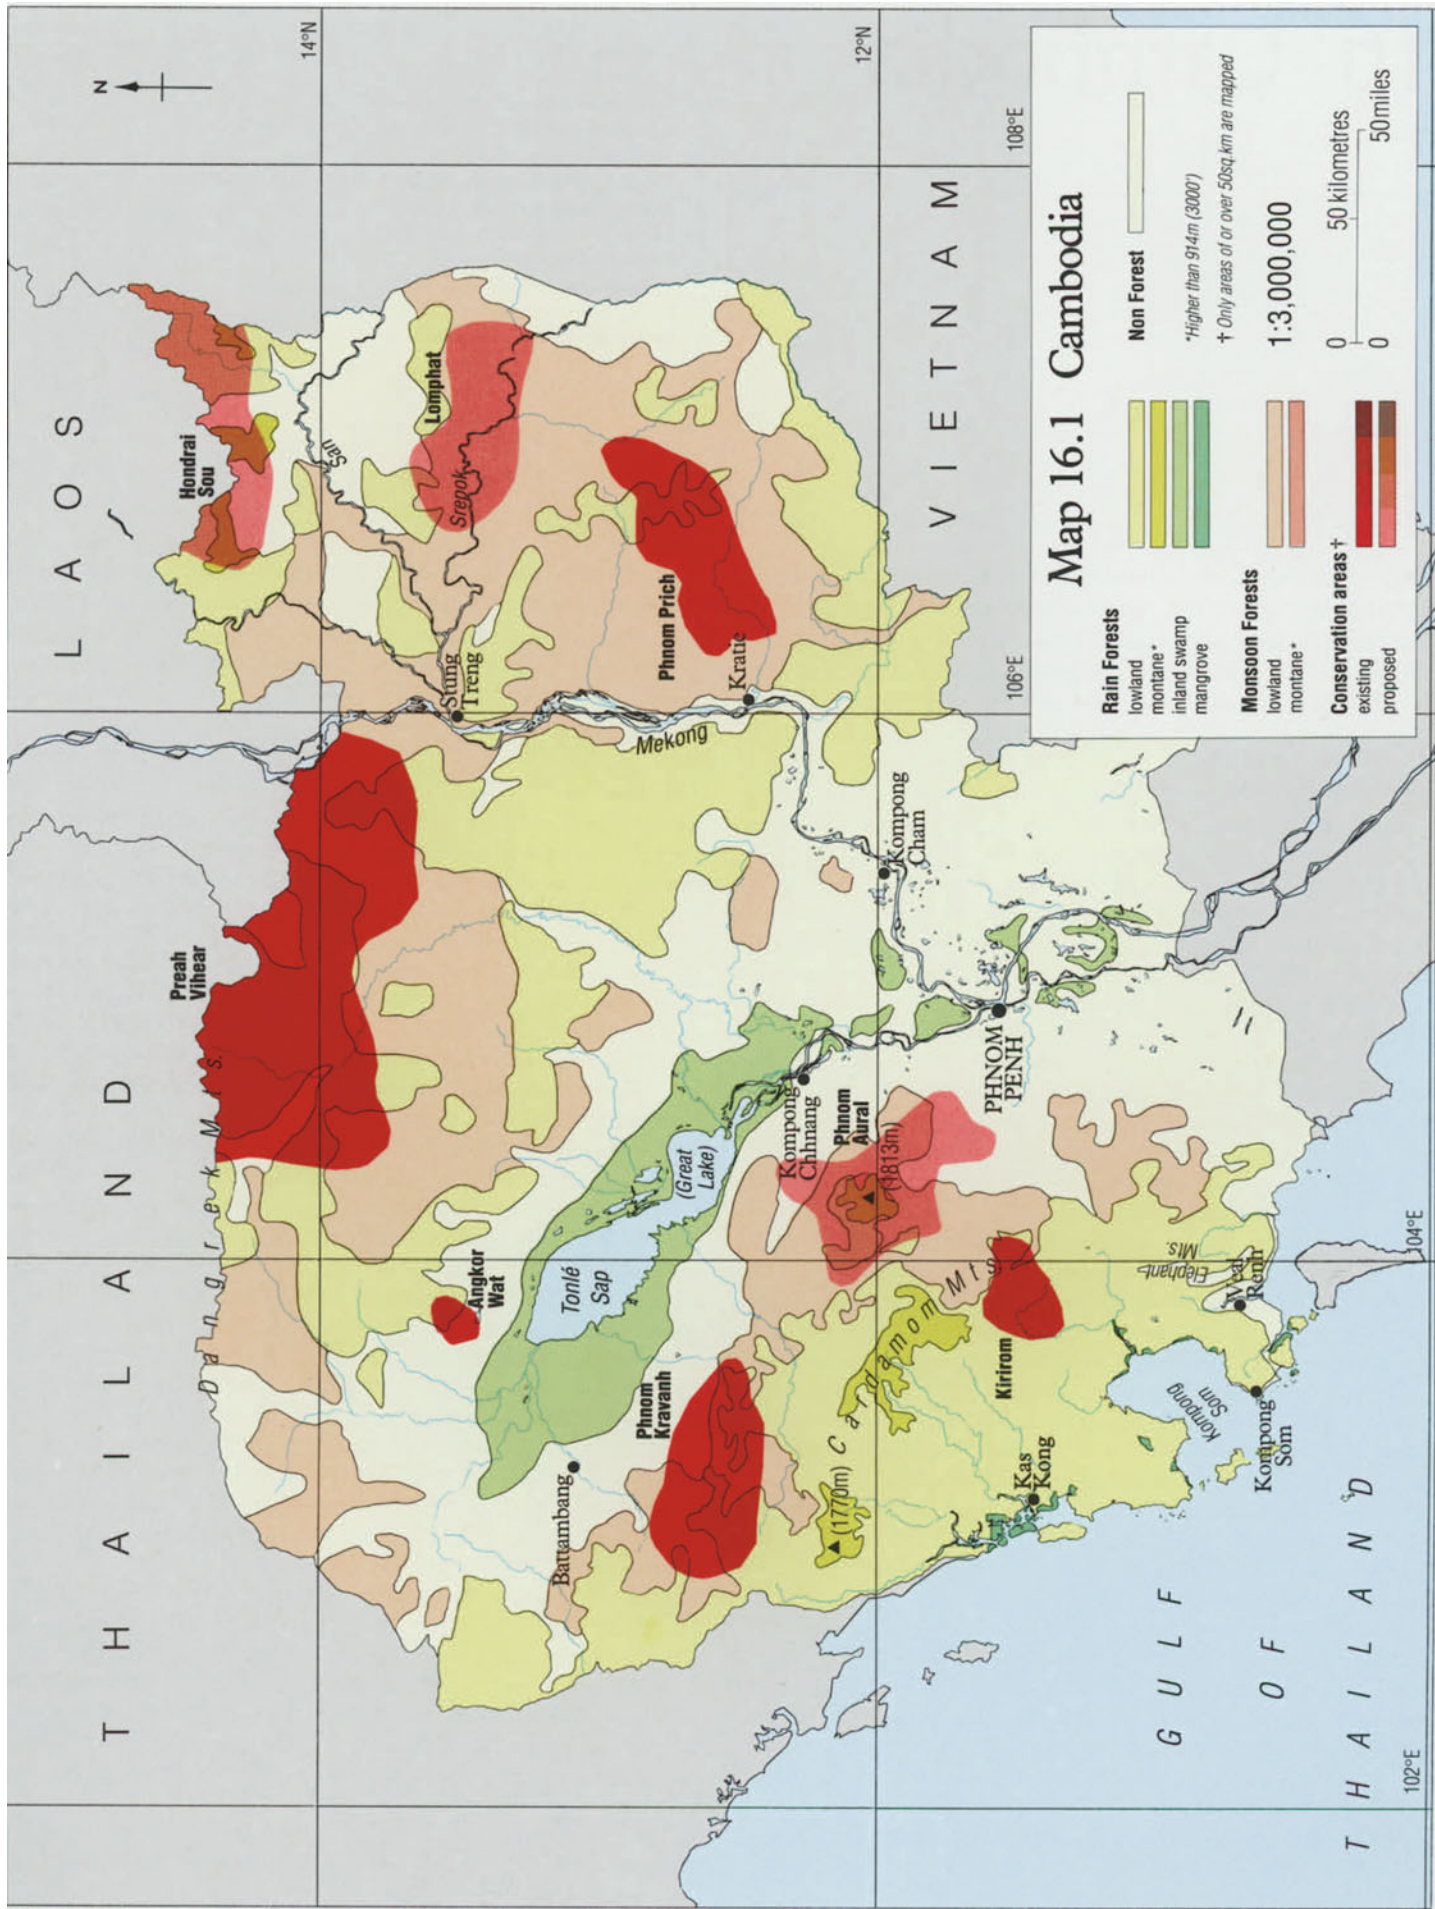 Map 16.1 Cambodia
Rain Forests
lowland
montane*
inland swamp
mangrove
Monsoon Forests
lowland
montane*
Conservation areas†
existing
proposed
Non Forest
*Higher than 914m (3000')
† Only areas of or over 50sq.km are mapped
1:3,000,000
0 50 kilometres
0 50 miles
N
14°N
12°N
102°E
104°E
106°E
108°E
THAILAND
LAOS
VIETNAM
GULF
OF
THAILAND
Dangrek Mts.
Preah
Vihear
Hondrai
Sou
San
Lomphat
Srepok
Stung
Treng
Angkor
Wat
Tonlé
Sap
(Great
Lake)
Battambang
Phnom
Kravanh
Phnom Prich
Kratie
Mekong
Kompong
Chhnang
Phnom
Aural
(1813m)
Kompong
Cham
(1770m)
Cardamom Mts.
PHNOM
PENH
Kirirom
Kas
Kong
Elephant
Mts.
Vear
Renh
Kompong
Som
Kompong
Som